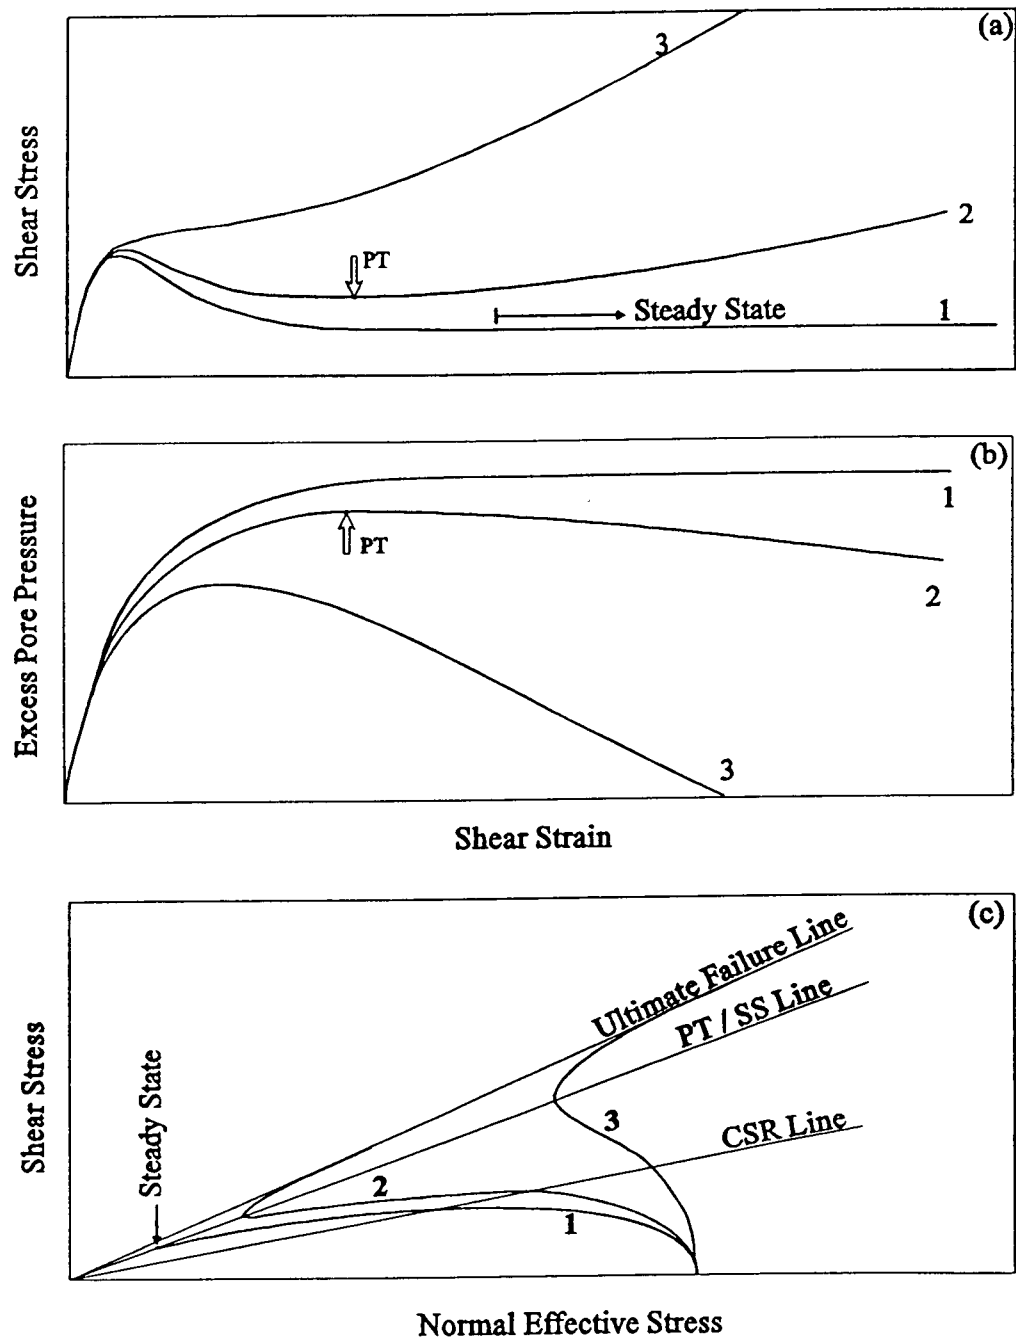 (a)
3
Shear Stress
PT
2
Steady State
1
(b)
1
Excess Pore Pressure
PT
2
3
Shear Strain
(c)
Ultimate Failure Line
PT / SS Line
Shear Stress
Steady State
3
CSR Line
2
1
Normal Effective Stress